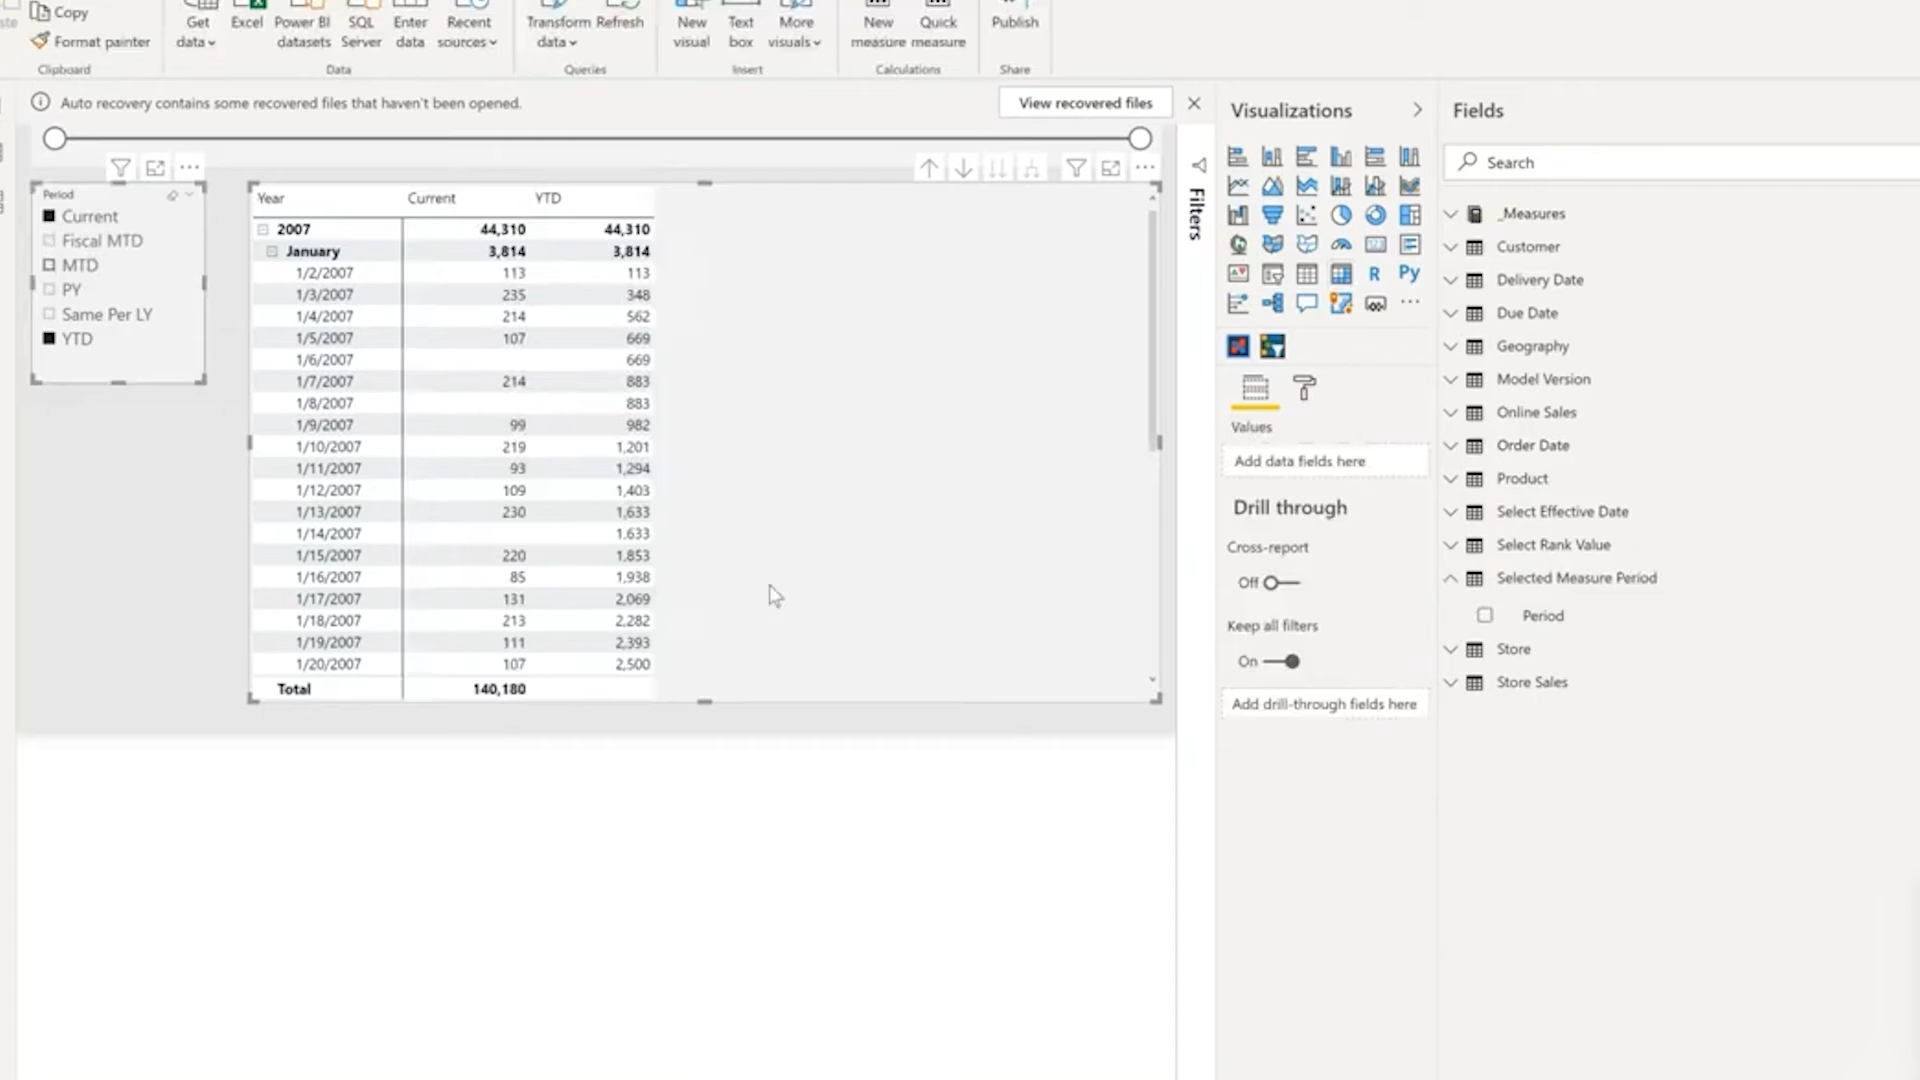 Copy
Format painter
Clipboard
Get data
Excel
Power BI datasets
SQL Server
Enter data
Recent sources
Data
Transform data
Refresh
Queries
New visual
Text box
More visuals
Insert
New measure
Quick measure
Calculations
Publish
Share
Auto recovery contains some recovered files that haven't been opened.
View recovered files
Period
Current
Fiscal MTD
MTD
PY
Same Per LY
YTD
Year Current YTD
2007 44,310 44,310
January 3,814 3,814
1/2/2007 113 113
1/3/2007 235 348
1/4/2007 214 562
1/5/2007 107 669
1/6/2007 669
1/7/2007 214 883
1/8/2007 883
1/9/2007 99 982
1/10/2007 219 1,201
1/11/2007 93 1,294
1/12/2007 109 1,403
1/13/2007 230 1,633
1/14/2007 1,633
1/15/2007 220 1,853
1/16/2007 85 1,938
1/17/2007 131 2,069
1/18/2007 213 2,282
1/19/2007 111 2,393
1/20/2007 107 2,500
Total 140,180
Filters
Visualizations
R
Py
Values
Add data fields here
Drill through
Cross-report
Off
Keep all filters
On
Add drill-through fields here
Fields
Search
_Measures
Customer
Delivery Date
Due Date
Geography
Model Version
Online Sales
Order Date
Product
Select Effective Date
Select Rank Value
Selected Measure Period
Period
Store
Store Sales